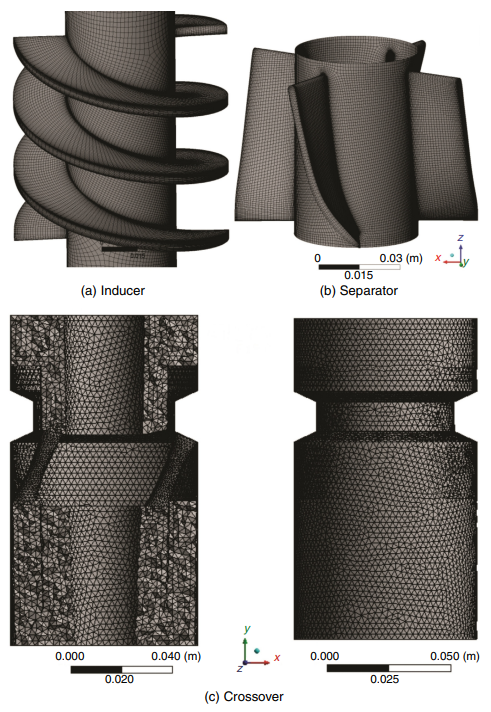 0 0.03 (m)
0.015
z
x
y
(a) Inducer
(b) Separator
y
x
z
0.000 0.040 (m)
0.020
0.000 0.050 (m)
0.025
(c) Crossover